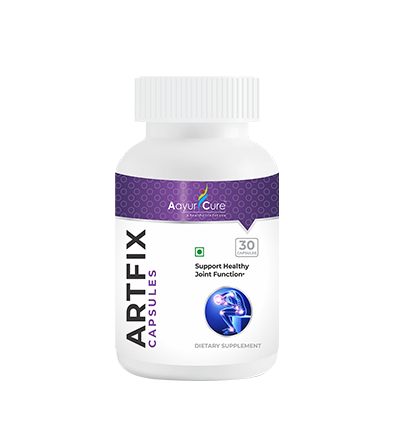 Aayur Cure
30
CAPSULES
Support Healthy
Joint Function*
ARTFIX
CAPSULES
DIETARY SUPPLEMENT